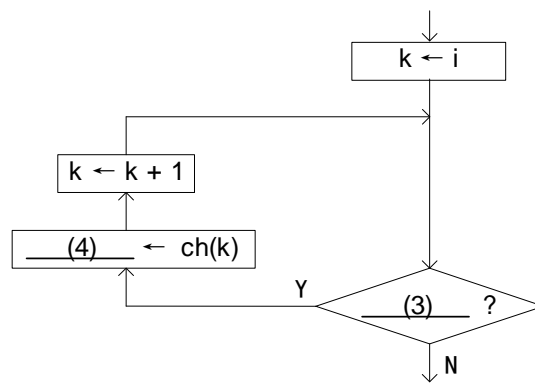 k ← i
k ← k + 1
(4) ← ch(k)
Y
(3) ?
N